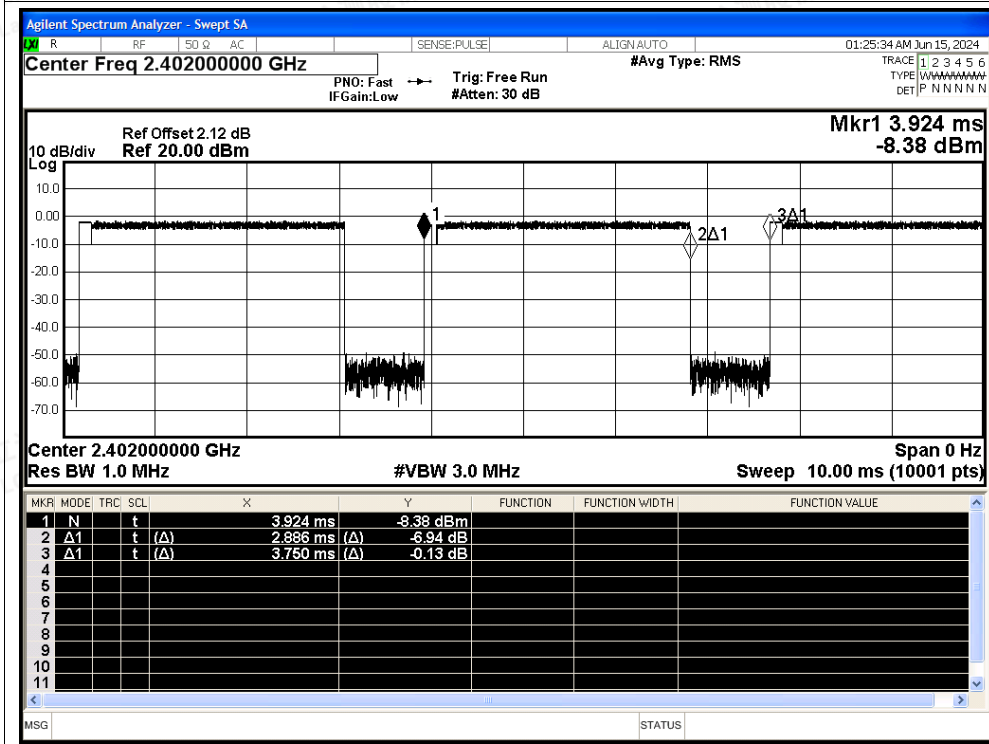 Agilent Spectrum Analyzer - Swept SA
LXI R RF 50 Ω AC SENSE:PULSE ALIGN AUTO 01:25:34 AM Jun 15, 2024
Center Freq 2.402000000 GHz #Avg Type: RMS TRACE 1 2 3 4 5 6
PNO: Fast Trig: Free Run TYPE WWWWWW
IFGain:Low #Atten: 30 dB DET P N N N N N
Mkr1 3.924 ms
Ref Offset 2.12 dB
10 dB/div Ref 20.00 dBm -8.38 dBm
Log
10.0
0.00 1 3Δ1
2Δ1
-10.0
-20.0
-30.0
-40.0
-50.0
-60.0
-70.0
Center 2.402000000 GHz Span 0 Hz
Res BW 1.0 MHz #VBW 3.0 MHz Sweep 10.00 ms (10001 pts)
MKR MODE TRC SCL X Y FUNCTION FUNCTION WIDTH FUNCTION VALUE
1 N t 3.924 ms -8.38 dBm
2 Δ1 t (Δ) 2.886 ms (Δ) -6.94 dB
3 Δ1 t (Δ) 3.750 ms (Δ) -0.13 dB
4
5
6
7
8
9
10
11
MSG STATUS